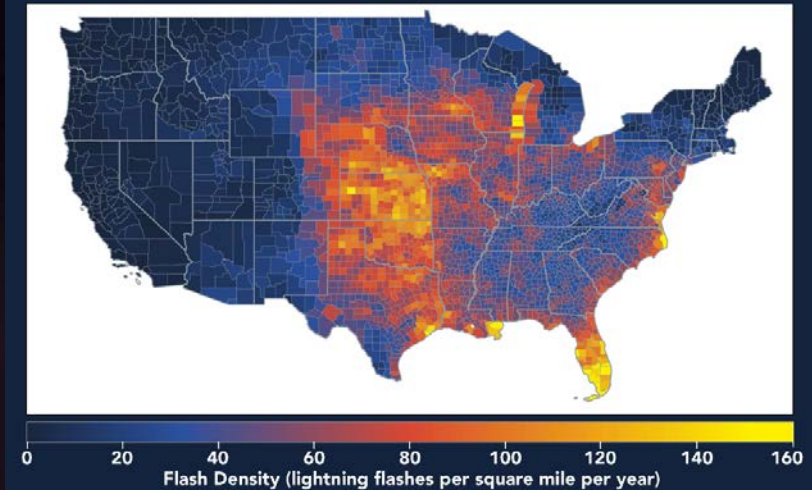 0 20 40 60 80 100 120 140 160
Flash Density (lightning flashes per square mile per year)